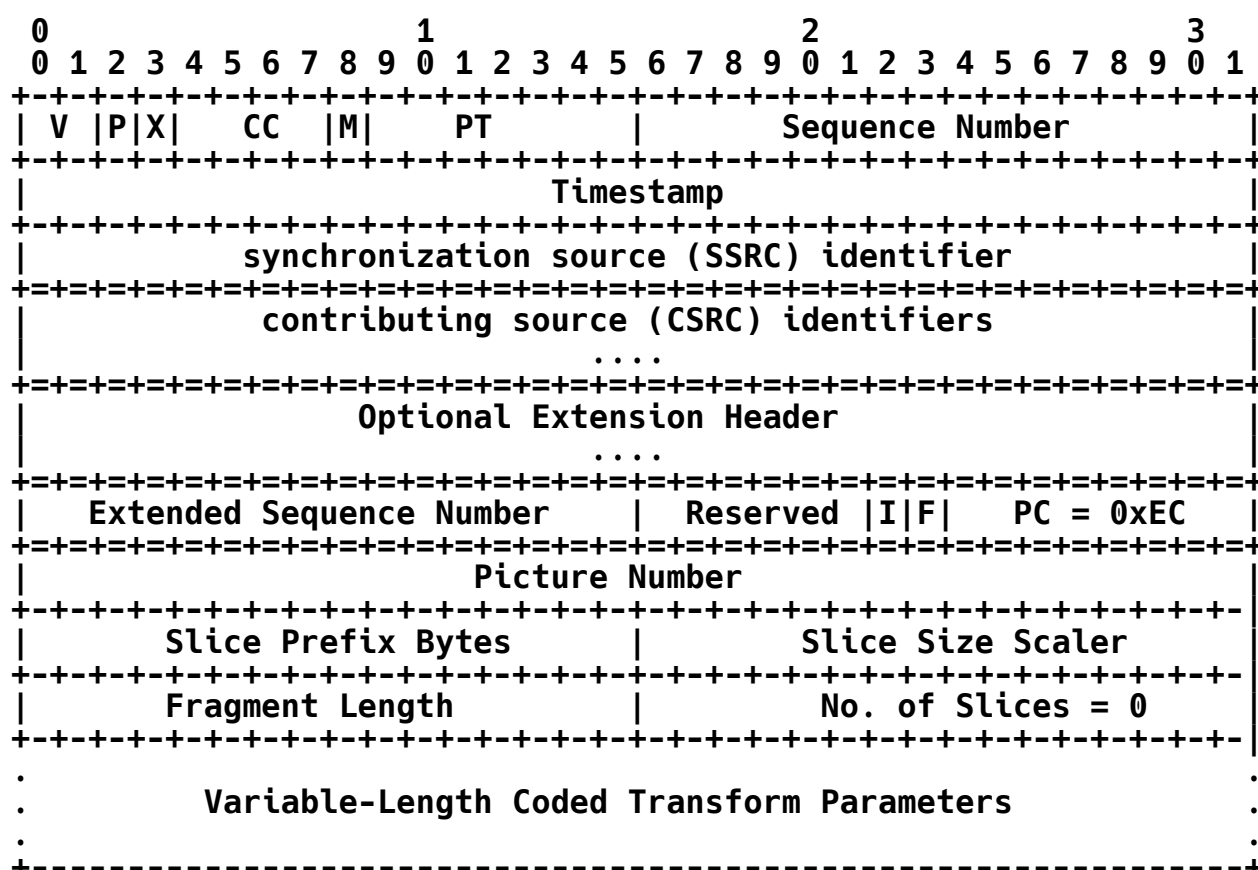 0                   1                   2                   3
 0 1 2 3 4 5 6 7 8 9 0 1 2 3 4 5 6 7 8 9 0 1 2 3 4 5 6 7 8 9 0 1
+-+-+-+-+-+-+-+-+-+-+-+-+-+-+-+-+-+-+-+-+-+-+-+-+-+-+-+-+-+-+-+-+
| V |P|X|   CC  |M|    PT       |       Sequence Number         |
+-+-+-+-+-+-+-+-+-+-+-+-+-+-+-+-+-+-+-+-+-+-+-+-+-+-+-+-+-+-+-+-+
|                           Timestamp                           |
+-+-+-+-+-+-+-+-+-+-+-+-+-+-+-+-+-+-+-+-+-+-+-+-+-+-+-+-+-+-+-+-+
|           synchronization source (SSRC) identifier            |
+=+=+=+=+=+=+=+=+=+=+=+=+=+=+=+=+=+=+=+=+=+=+=+=+=+=+=+=+=+=+=+=+
|            contributing source (CSRC) identifiers             |
|                             ....                              |
+=+=+=+=+=+=+=+=+=+=+=+=+=+=+=+=+=+=+=+=+=+=+=+=+=+=+=+=+=+=+=+=+
|                 Optional Extension Header                     |
|                             ....                              |
+=+=+=+=+=+=+=+=+=+=+=+=+=+=+=+=+=+=+=+=+=+=+=+=+=+=+=+=+=+=+=+=+
|   Extended Sequence Number    |  Reserved |I|F|   PC = 0xEC   |
+=+=+=+=+=+=+=+=+=+=+=+=+=+=+=+=+=+=+=+=+=+=+=+=+=+=+=+=+=+=+=+=+
|                       Picture Number                          |
+-+-+-+-+-+-+-+-+-+-+-+-+-+-+-+-+-+-+-+-+-+-+-+-+-+-+-+-+-+-+-+-|
|       Slice Prefix Bytes      |        Slice Size Scaler      |
+-+-+-+-+-+-+-+-+-+-+-+-+-+-+-+-+-+-+-+-+-+-+-+-+-+-+-+-+-+-+-+-|
|       Fragment Length         |         No. of Slices = 0     |
+-+-+-+-+-+-+-+-+-+-+-+-+-+-+-+-+-+-+-+-+-+-+-+-+-+-+-+-+-+-+-+-|
.                                                               .
.         Variable-Length Coded Transform Parameters            .
.                                                               .
+---------------------------------------------------------------+